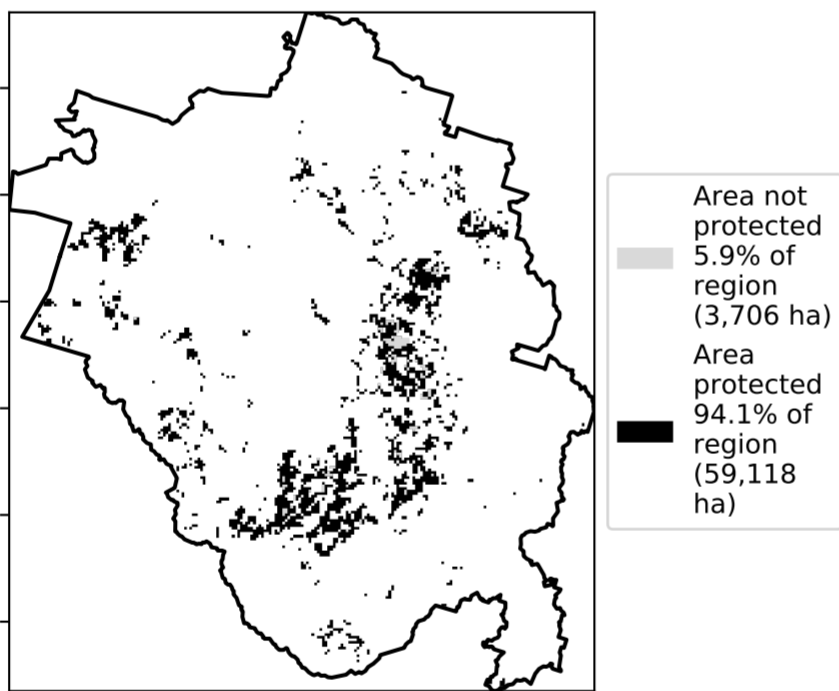 Area not
protected
5.9% of
region
(3,706 ha)
Area
protected
94.1% of
region
(59,118
ha)